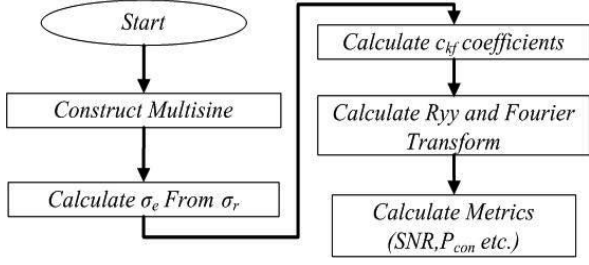 Start
Construct Multisine
Calculate σₑ From σᵣ
Calculate cₖf coefficients
Calculate Ryy and Fourier
Transform
Calculate Metrics
(SNR,P_con etc.)